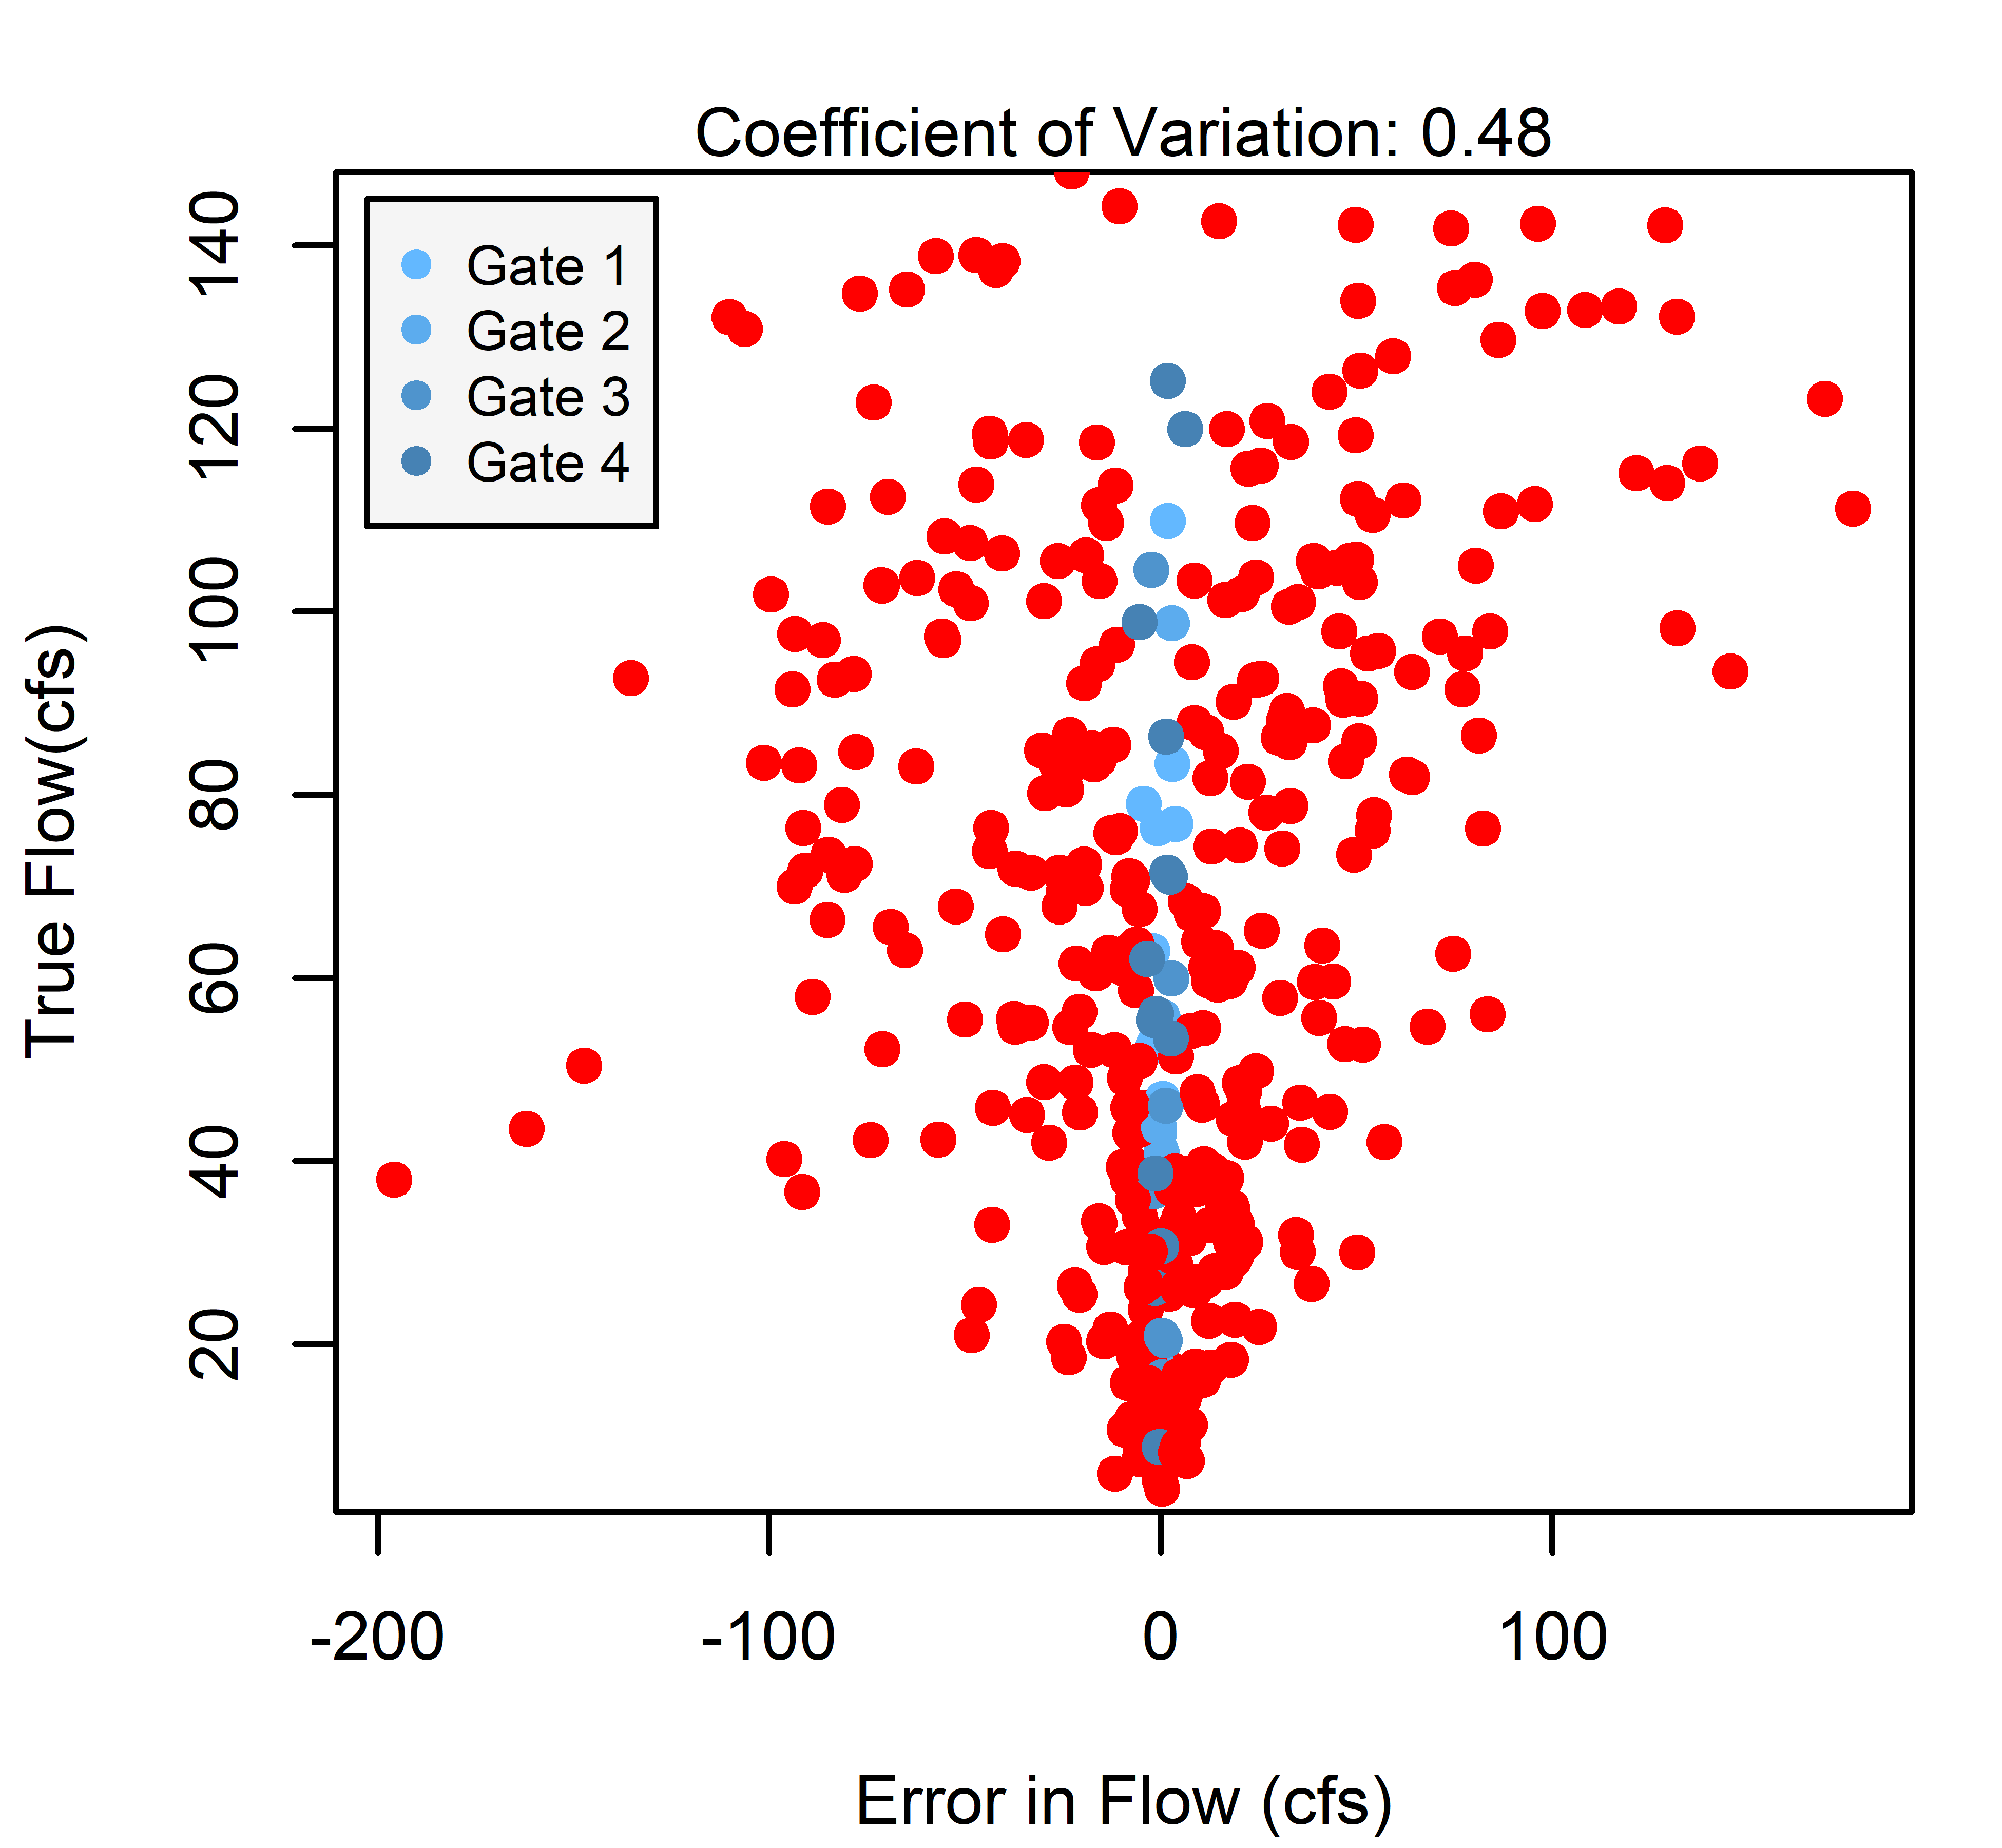 Coefficient of Variation: 0.48
Gate 1
Gate 2
Gate 3
Gate 4
True Flow(cfs)
140
120
100
80
60
40
20
-200 -100 0 100
Error in Flow (cfs)